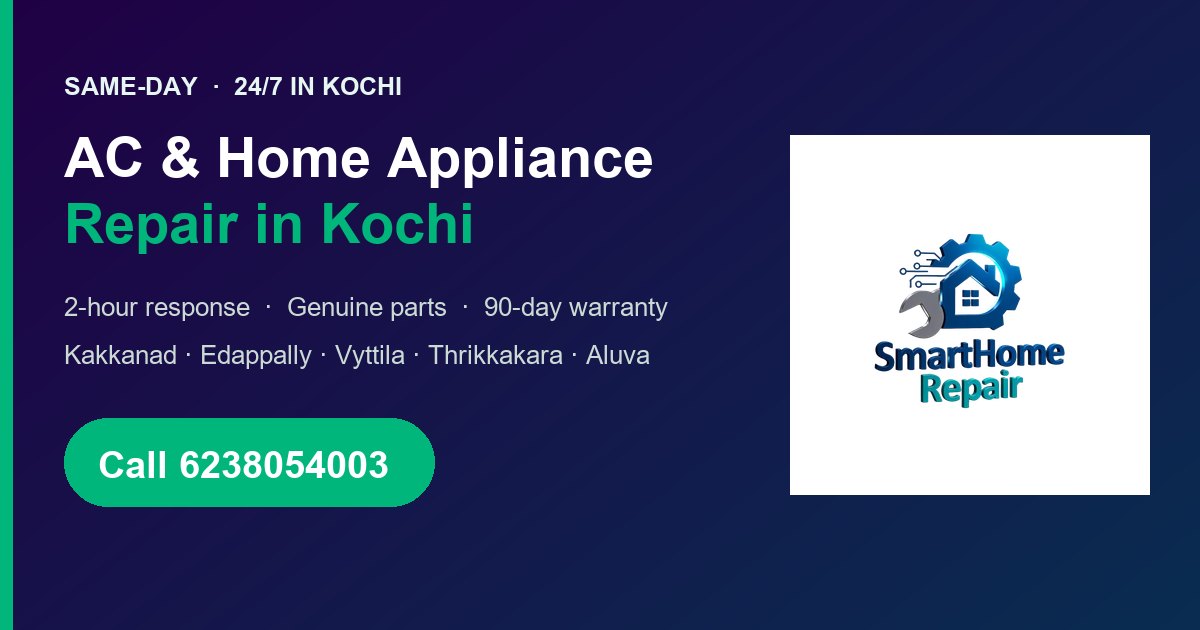 SAME-DAY · 24/7 IN KOCHI
AC & Home Appliance
Repair in Kochi
2-hour response · Genuine parts · 90-day warranty
Kakkanad · Edappally · Vyttila · Thrikkakara · Aluva
Call 6238054003
SmartHome
Repair